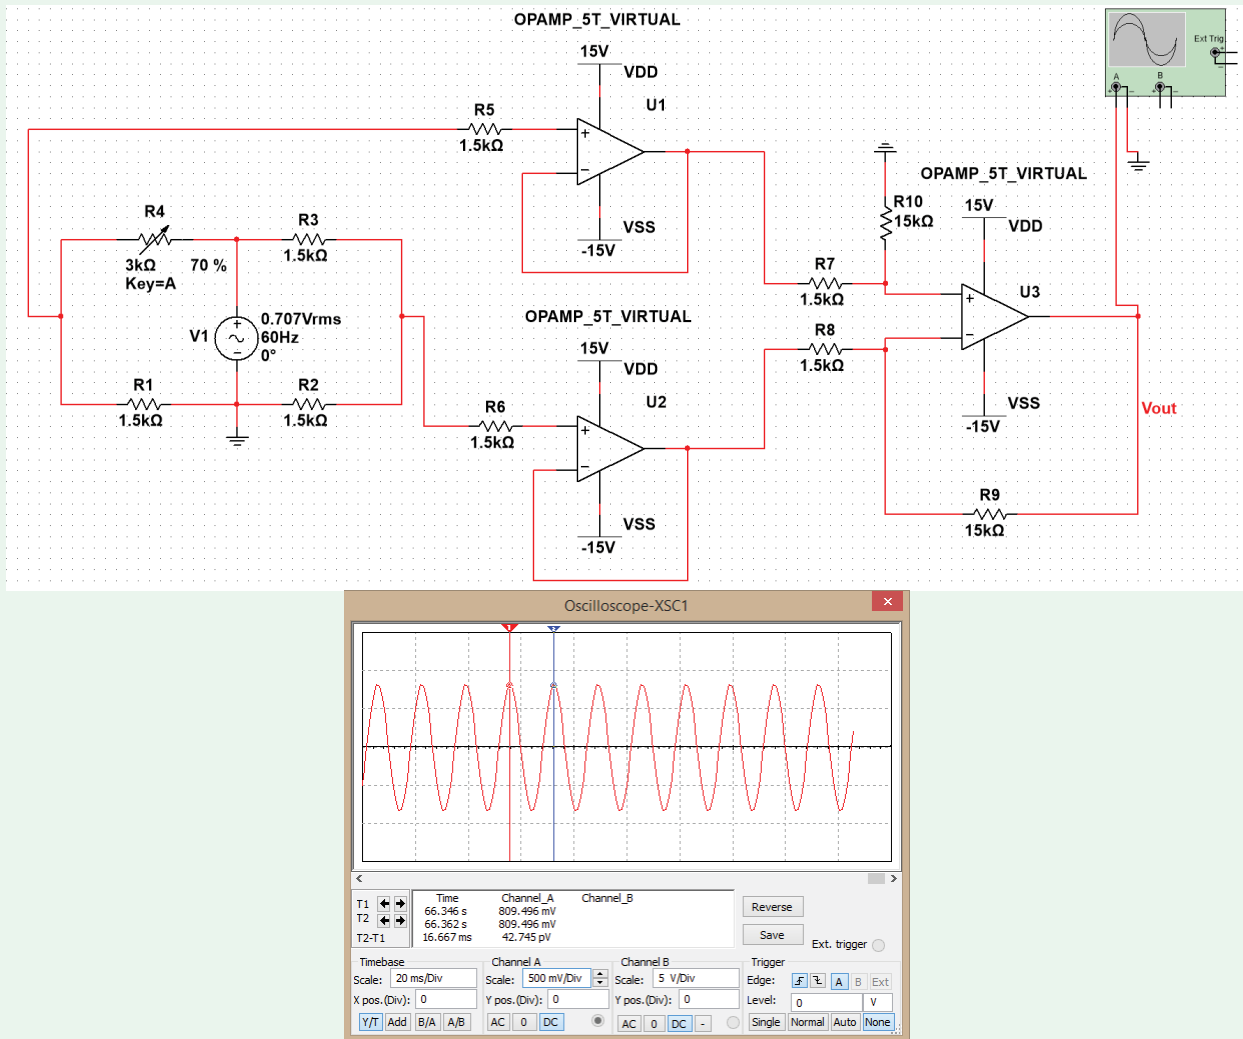 OPAMP_5T_VIRTUAL
15V
VDD
U1
R5
1.5kΩ
+
−
VSS
-15V
Ext Trig
+
−
A
B
+
−
+
−
R4
3kΩ
70 %
Key=A
R3
1.5kΩ
V1
+
−
0.707Vrms
60Hz
0°
R1
1.5kΩ
R2
1.5kΩ
OPAMP_5T_VIRTUAL
15V
VDD
U2
R6
1.5kΩ
+
−
VSS
-15V
R10
15kΩ
R7
1.5kΩ
R8
1.5kΩ
OPAMP_5T_VIRTUAL
15V
VDD
U3
+
−
VSS
-15V
Vout
R9
15kΩ
Oscilloscope-XSC1
1
2
Time Channel_A Channel_B
T1 66.346 s 809.496 mV
T2 66.362 s 809.496 mV
T2-T1 16.667 ms 42.745 pV
Reverse
Save
Ext. trigger
Timebase
Scale: 20 ms/Div
X pos.(Div): 0
Y/T Add B/A A/B
Channel A
Scale: 500 mV/Div
Y pos.(Div): 0
AC 0 DC
Channel B
Scale: 5 V/Div
Y pos.(Div): 0
AC 0 DC -
Trigger
Edge: A B Ext
Level: 0 V
Single Normal Auto None